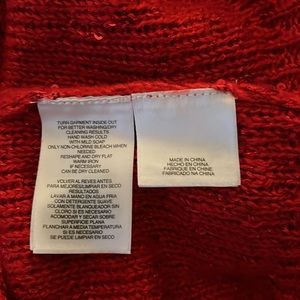 TURN GARMENT INSIDE OUT
FOR BETTER WASHING/DRY
CLEANING RESULTS
HAND WASH COLD
WITH MILD SOAP
ONLY NON-CHLORINE BLEACH WHEN
NEEDED
RESHAPE AND DRY FLAT
WARM IRON
IF NECESSARY
CAN BE DRY CLEANED
VOLVER AL REVES ANTES
PARA MEJORES/LIMPIAR EN SECO
RESULTADOS
LAVAR A MANO EN AGUA FRIA
CON DETERGENTE SUAVE
SOLAMENTE BLANQUEADOR SIN
CLORO SI ES NECESARIO
ACOMODAR Y SECAR SOBRE
SUPERFICIE PLANA
PLANCHAR A MEDIA TEMPERATURA
SI ES NECESARIO
SE PUEDE LIMPIAR EN SECO
MADE IN CHINA
HECHO EN CHINA
FABRIQUE EN CHINE
FABRICADO NA CHINA